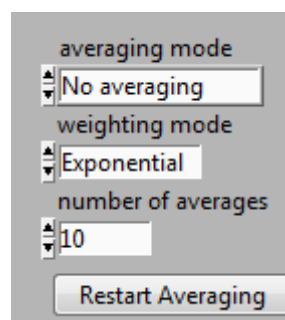 averaging mode
No averaging
weighting mode
Exponential
number of averages
10
Restart Averaging